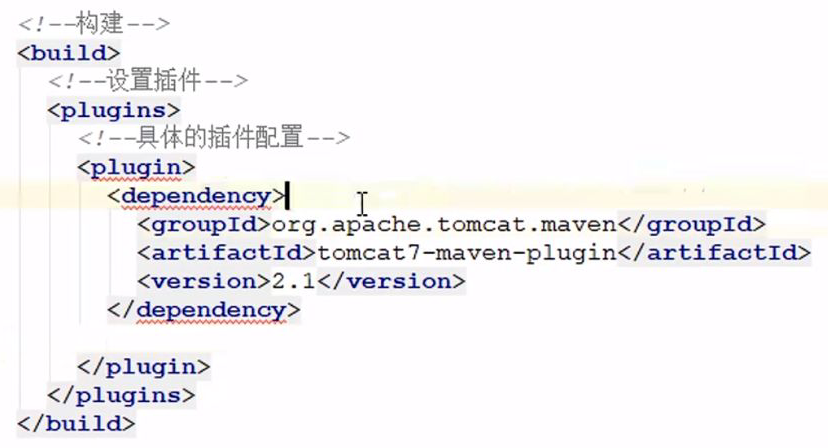 <!--构建-->
<build>
<!--设置插件-->
<plugins>
<!--具体的插件配置-->
<plugin>
<dependency>
<groupId>org.apache.tomcat.maven</groupId>
<artifactId>tomcat7-maven-plugin</artifactId>
<version>2.1</version>
</dependency>
</plugin>
</plugins>
</build>